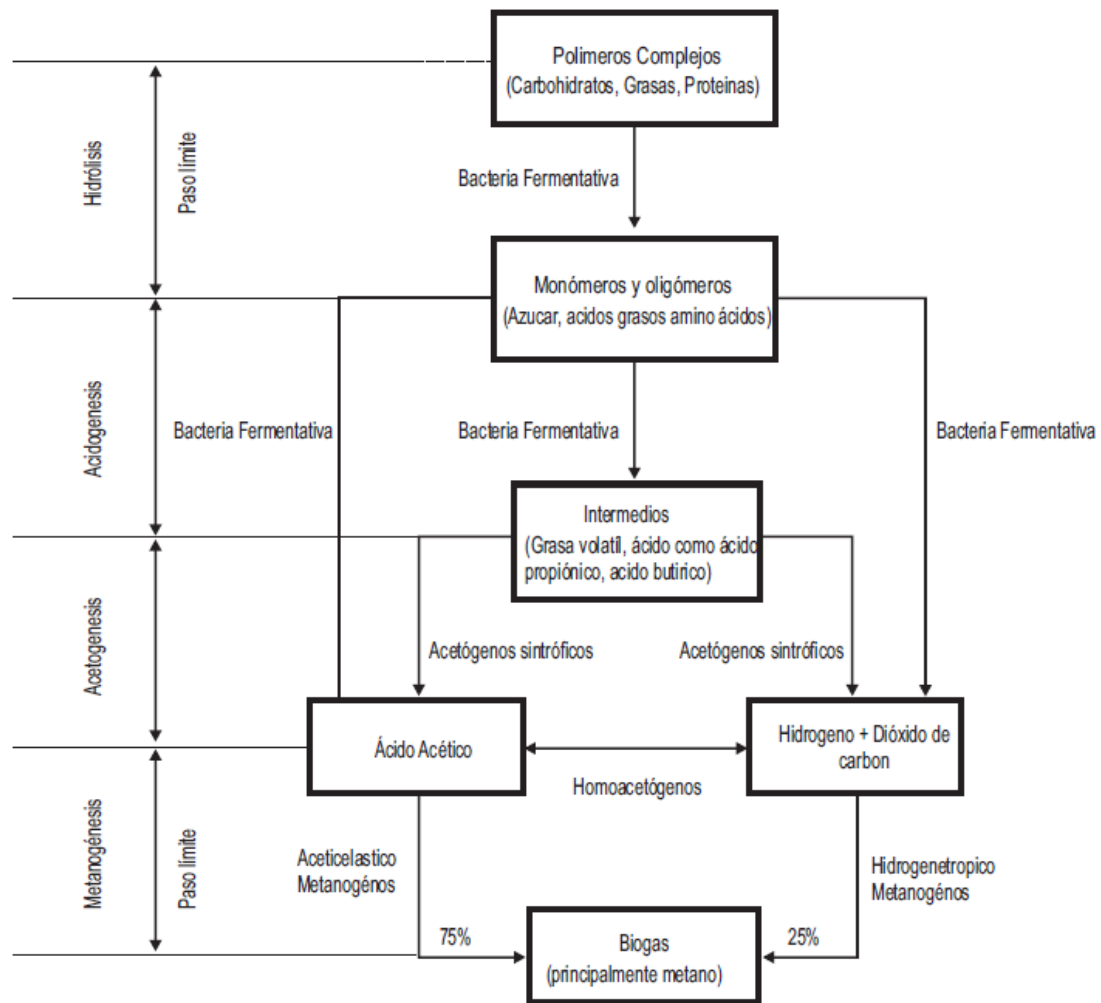 Polimeros Complejos
(Carbohidratos, Grasas, Proteinas)
Hidrólisis
Paso límite
Bacteria Fermentativa
Monómeros y oligómeros
(Azucar, acidos grasos amino ácidos)
Acidogenesis
Bacteria Fermentativa
Bacteria Fermentativa
Bacteria Fermentativa
Intermedios
(Grasa volatíl, ácido como ácido
propiónico, acido butirico)
Acetogenesis
Acetógenos sintróficos
Acetógenos sintróficos
Ácido Acético
Hidrogeno + Dióxido de
carbon
Homoacetógenos
Metanogénesis
Paso límite
Aceticelastico
Metanogénos
Hidrogenetropico
Metanogénos
75%
Biogas
(principalmente metano)
25%